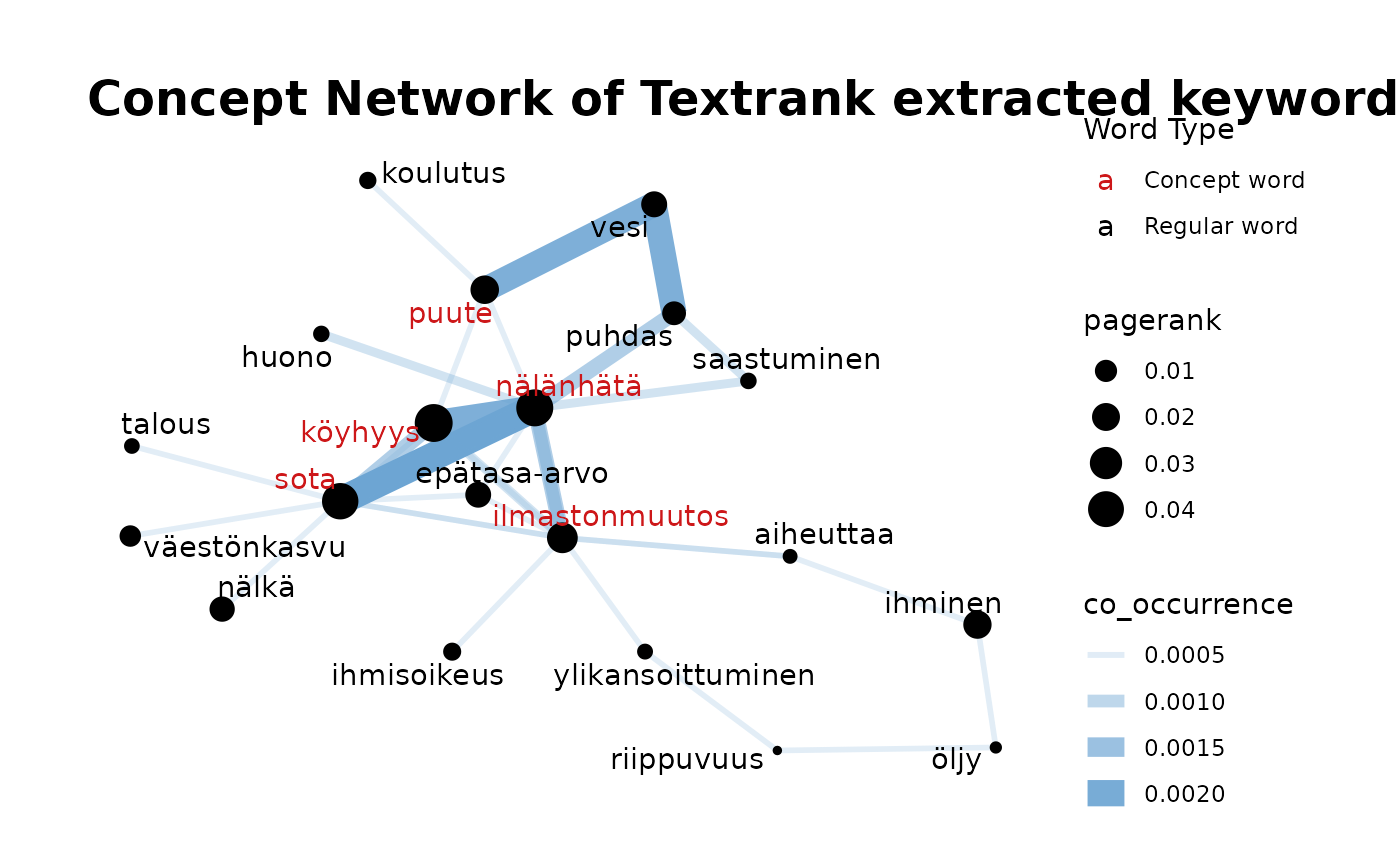 Concept Network of Textrank extracted keyword
Word Type
a Concept word
a Regular word
koulutus
vesi
puute
puhdas
huono
saastuminen
nälänhätä
talous
köyhyys
sota
epätasa-arvo
ilmastonmuutos
aiheuttaa
väestönkasvu
nälkä
ihminen
ihmisoikeus
ylikansoittuminen
riippuvuus
öljy
pagerank
0.01
0.02
0.03
0.04
co_occurrence
0.0005
0.0010
0.0015
0.0020